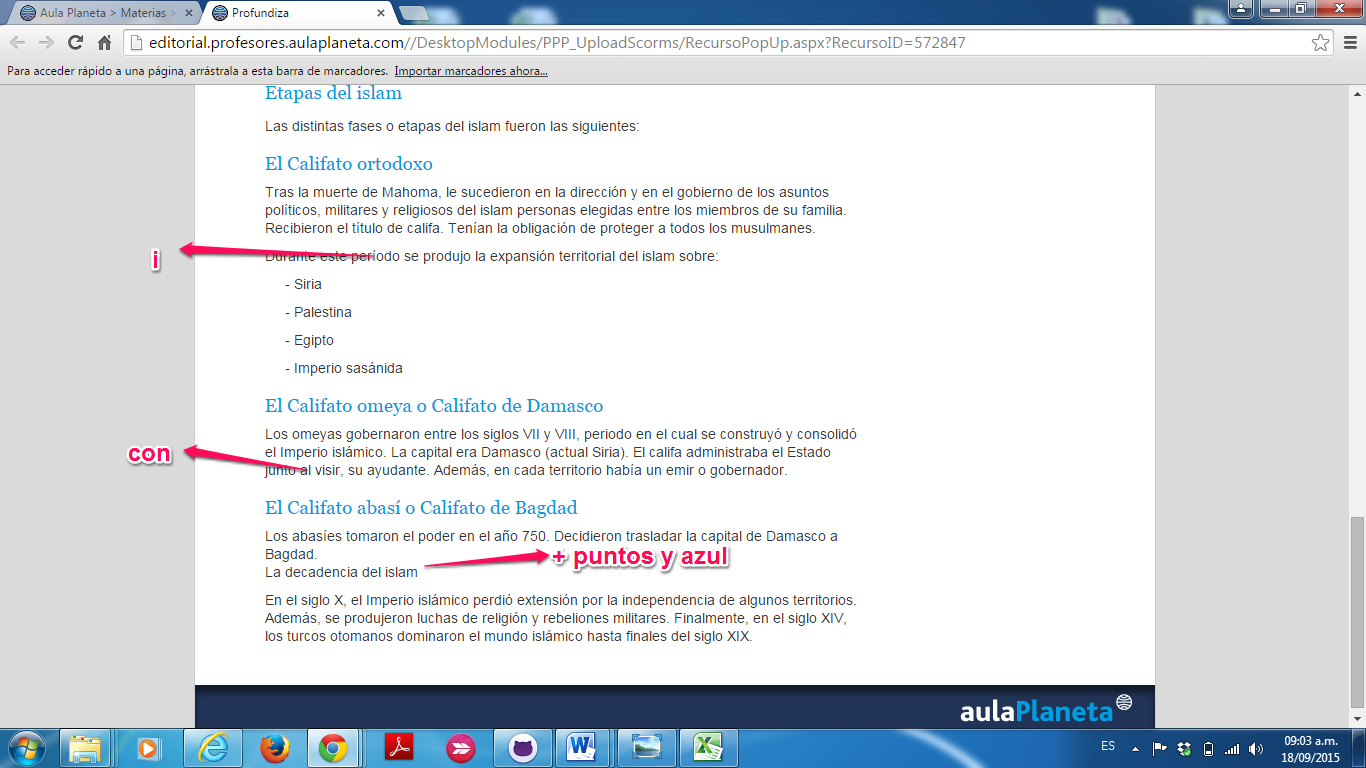 Aula Planeta > Materias >
Profundiza
editorial.profesores.aulaplaneta.com//DesktopModules/PPP_UploadScorms/RecursoPopUp.aspx?RecursoID=572847
Para acceder rápido a una página, arrástrala a esta barra de marcadores. Importar marcadores ahora...
Etapas del islam
Las distintas fases o etapas del islam fueron las siguientes:
El Califato ortodoxo
Tras la muerte de Mahoma, le sucedieron en la dirección y en el gobierno de los asuntos
políticos, militares y religiosos del islam personas elegidas entre los miembros de su familia.
Recibieron el título de califa. Tenían la obligación de proteger a todos los musulmanes.
i
Durante este período se produjo la expansión territorial del islam sobre:
- Siria
- Palestina
- Egipto
- Imperio sasánida
El Califato omeya o Califato de Damasco
Los omeyas gobernaron entre los siglos VII y VIII, periodo en el cual se construyó y consolidó
el Imperio islámico. La capital era Damasco (actual Siria). El califa administraba el Estado
con
junto al visir, su ayudante. Además, en cada territorio había un emir o gobernador.
El Califato abasí o Califato de Bagdad
Los abasíes tomaron el poder en el año 750. Decidieron trasladar la capital de Damasco a
Bagdad.
+ puntos y azul
La decadencia del islam
En el siglo X, el Imperio islámico perdió extensión por la independencia de algunos territorios.
Además, se produjeron luchas de religión y rebeliones militares. Finalmente, en el siglo XIV,
los turcos otomanos dominaron el mundo islámico hasta finales del siglo XIX.
aulaPlaneta
ES
09:03 a.m.
18/09/2015